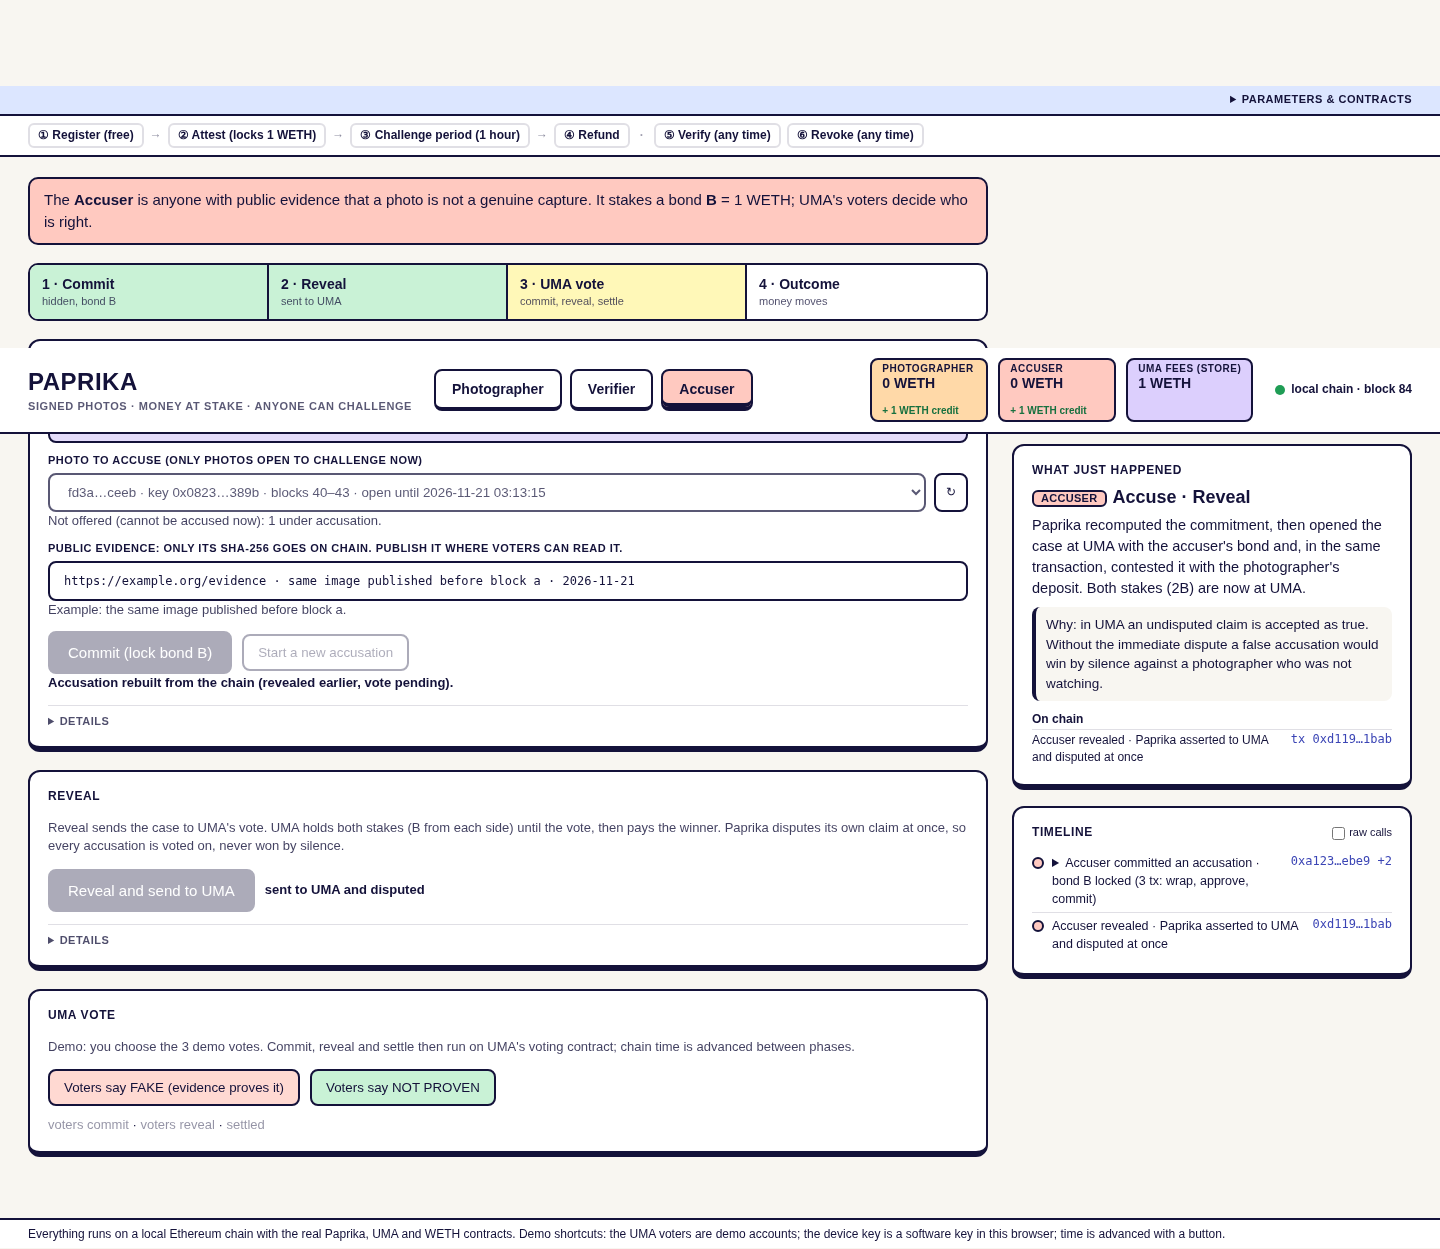 ▶ PARAMETERS & CONTRACTS
① Register (free) → ② Attest (locks 1 WETH) → ③ Challenge period (1 hour) → ④ Refund · ⑤ Verify (any time) ⑥ Revoke (any time)
The Accuser is anyone with public evidence that a photo is not a genuine capture. It stakes a bond B = 1 WETH; UMA's voters decide who
is right.
1 · Commit
hidden, bond B
2 · Reveal
sent to UMA
3 · UMA vote
commit, reveal, settle
4 · Outcome
money moves
PAPRIKA
SIGNED PHOTOS · MONEY AT STAKE · ANYONE CAN CHALLENGE
Photographer
Verifier
Accuser
PHOTOGRAPHER
0 WETH
+ 1 WETH credit
ACCUSER
0 WETH
+ 1 WETH credit
UMA FEES (STORE)
1 WETH
local chain · block 84
PHOTO TO ACCUSE (ONLY PHOTOS OPEN TO CHALLENGE NOW)
fd3a…ceeb · key 0x0823…389b · blocks 40–43 · open until 2026-11-21 03:13:15
↻
Not offered (cannot be accused now): 1 under accusation.
PUBLIC EVIDENCE: ONLY ITS SHA-256 GOES ON CHAIN. PUBLISH IT WHERE VOTERS CAN READ IT.
https://example.org/evidence · same image published before block a · 2026-11-21
Example: the same image published before block a.
Commit (lock bond B)
Start a new accusation
Accusation rebuilt from the chain (revealed earlier, vote pending).
▶ DETAILS
REVEAL
Reveal sends the case to UMA's vote. UMA holds both stakes (B from each side) until the vote, then pays the winner. Paprika disputes its own claim at once, so
every accusation is voted on, never won by silence.
Reveal and send to UMA
sent to UMA and disputed
▶ DETAILS
UMA VOTE
Demo: you choose the 3 demo votes. Commit, reveal and settle then run on UMA's voting contract; chain time is advanced between phases.
Voters say FAKE (evidence proves it)
Voters say NOT PROVEN
voters commit · voters reveal · settled
WHAT JUST HAPPENED
ACCUSER Accuse · Reveal
Paprika recomputed the commitment, then opened the
case at UMA with the accuser's bond and, in the same
transaction, contested it with the photographer's
deposit. Both stakes (2B) are now at UMA.
Why: in UMA an undisputed claim is accepted as true.
Without the immediate dispute a false accusation would
win by silence against a photographer who was not
watching.
On chain
Accuser revealed · Paprika asserted to UMA tx 0xd119…1bab
and disputed at once
TIMELINE
raw calls
▶ Accuser committed an accusation · 0xa123…ebe9 +2
bond B locked (3 tx: wrap, approve,
commit)
Accuser revealed · Paprika asserted to UMA 0xd119…1bab
and disputed at once
Everything runs on a local Ethereum chain with the real Paprika, UMA and WETH contracts. Demo shortcuts: the UMA voters are demo accounts; the device key is a software key in this browser; time is advanced with a button.